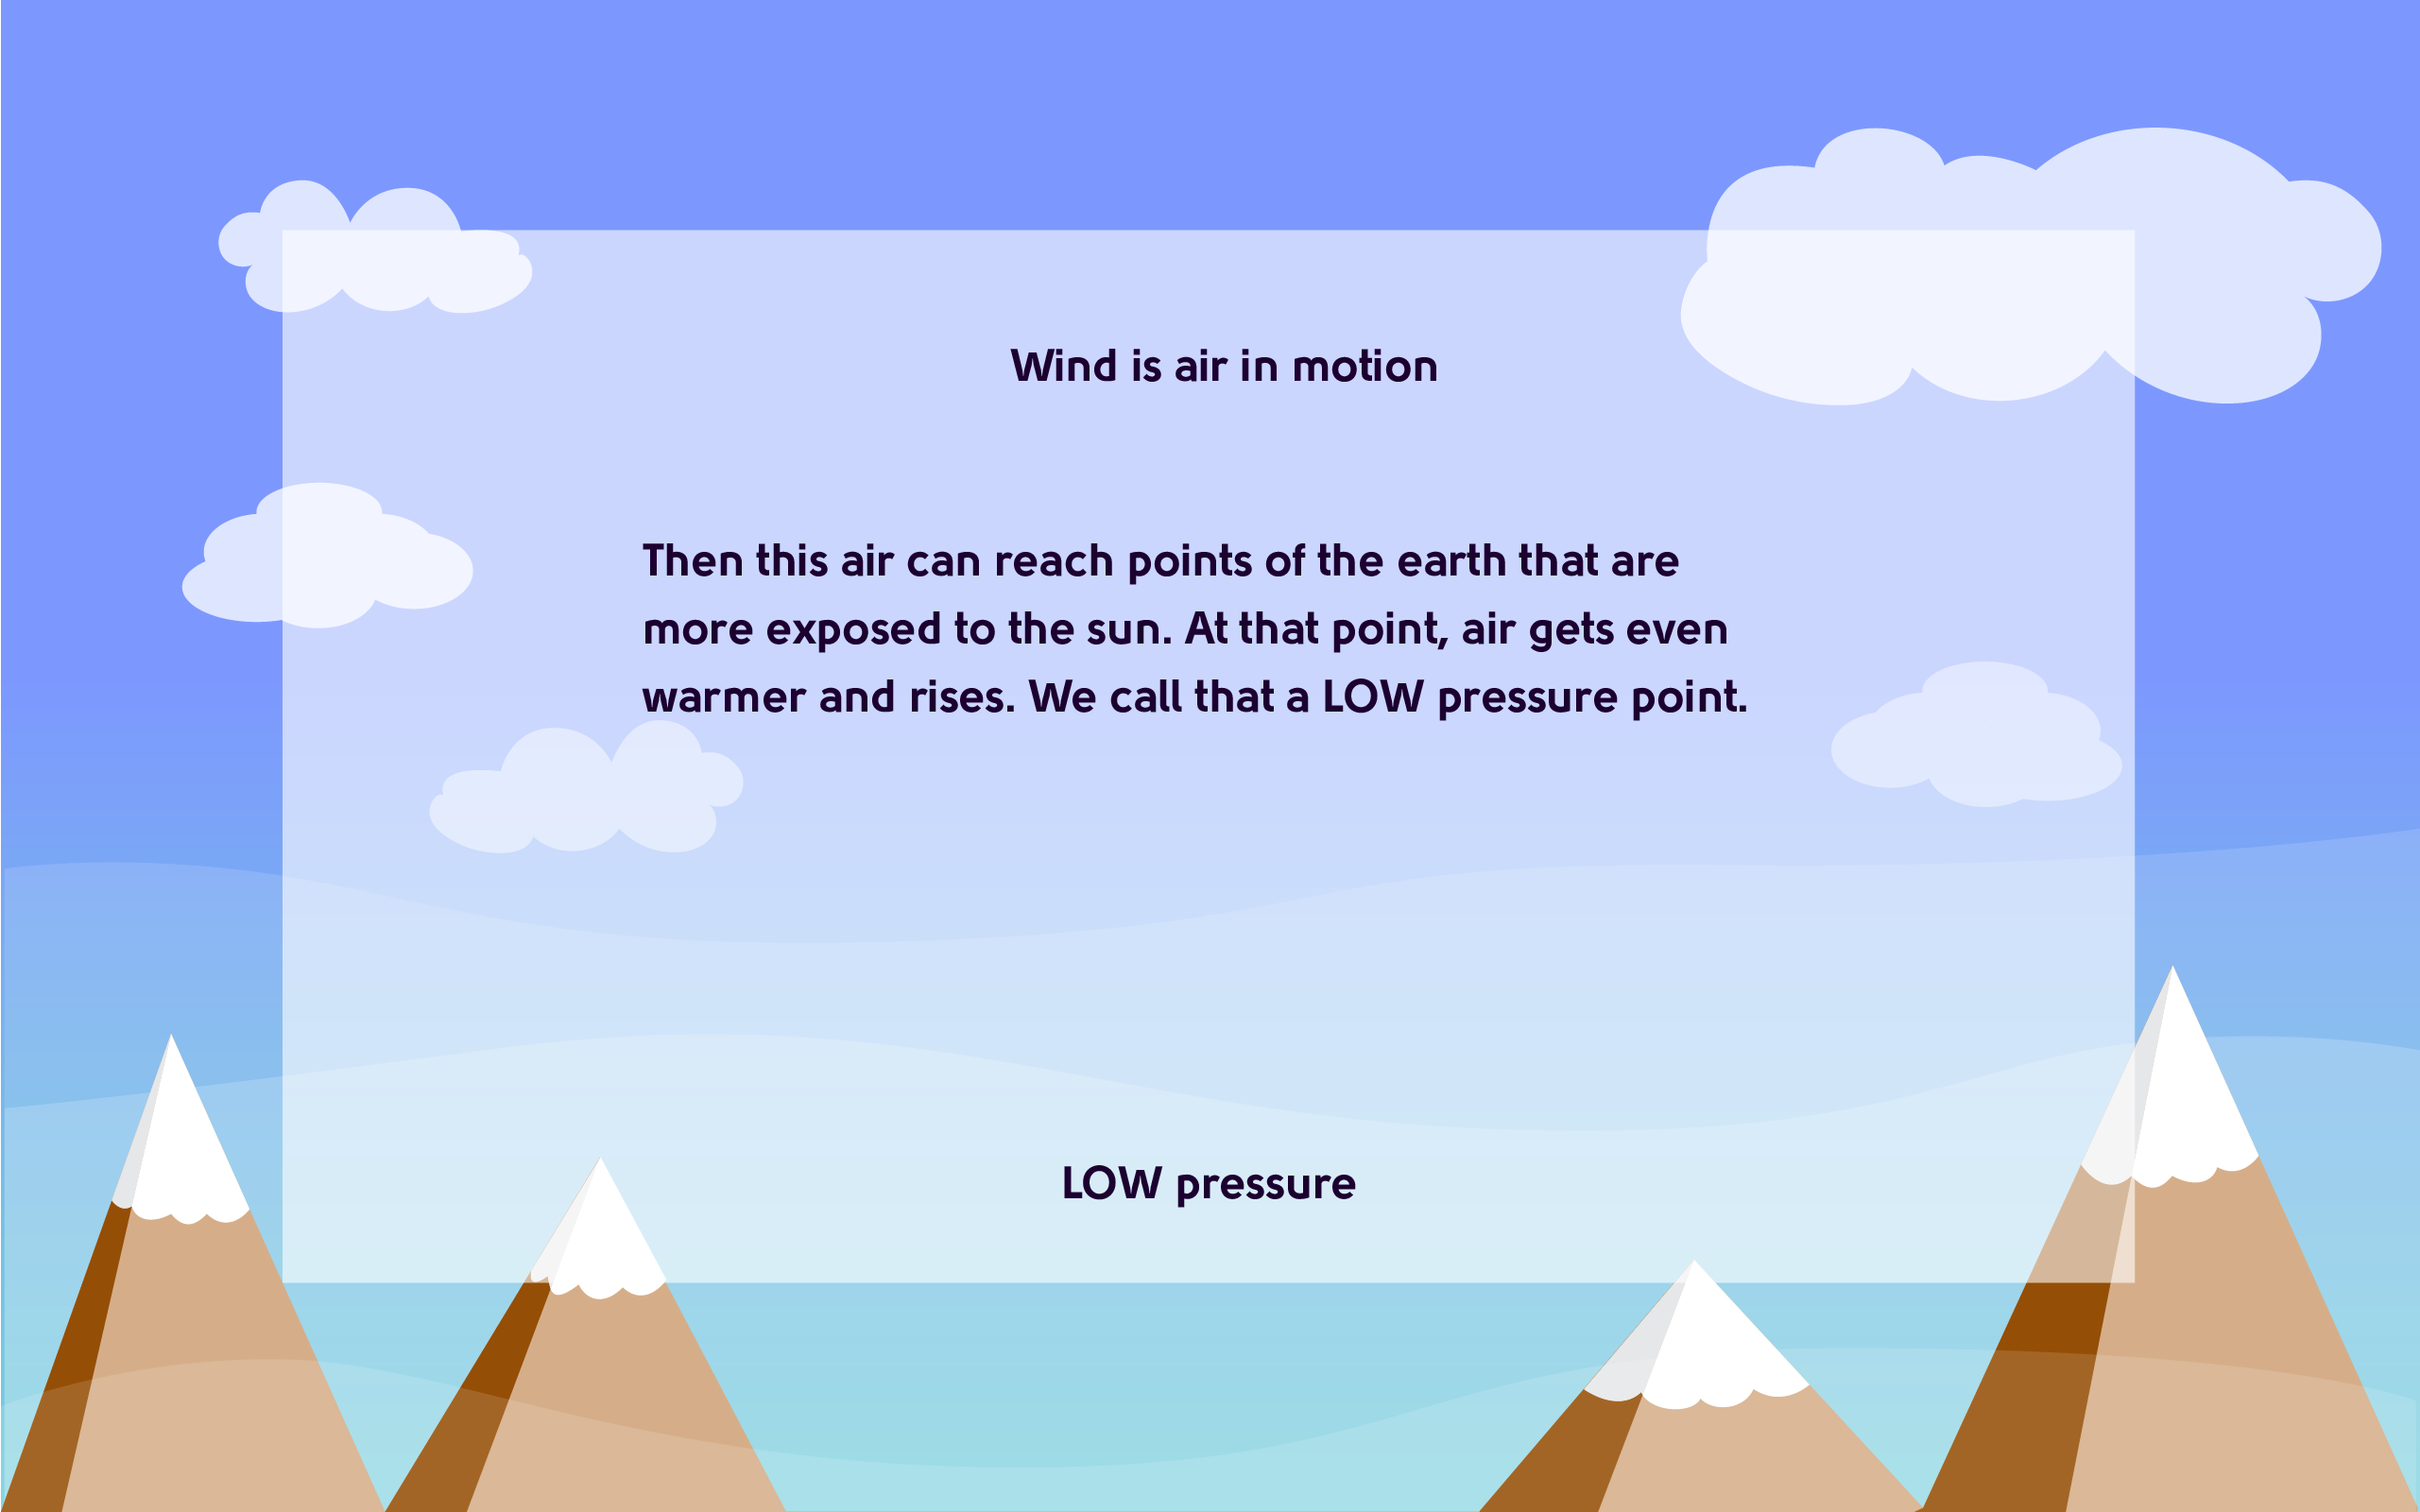 Wind is air in motion
Then this air can reach points of the earth that are
more exposed to the sun. At that point, air gets even
warmer and rises. We call that a LOW pressure point.
LOW pressure